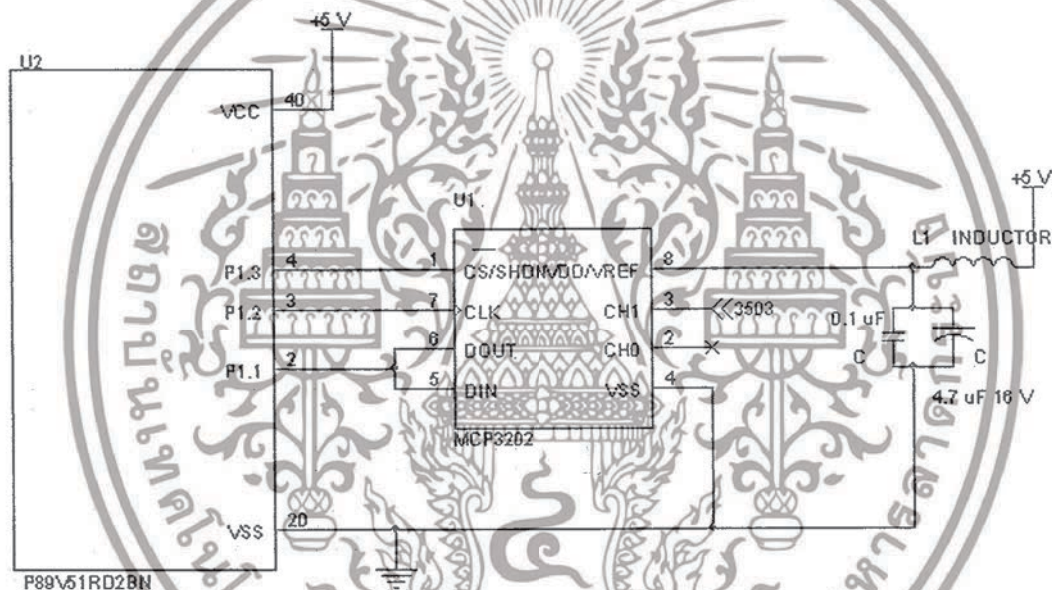 +5 V
U2
VCC 40
U1
+5 V
L1 INDUCTOR
P1.3 4 1 CS/SHDN VDD/VREF 8
P1.2 3 7 CLK CH1 3 3503
0.1 uF
6 DOUT CH0 2
P1.1 2
C C
5 DIN VSS 4
4.7 uF 16 V
MCP3202
VSS 20
P89V51RD2BN